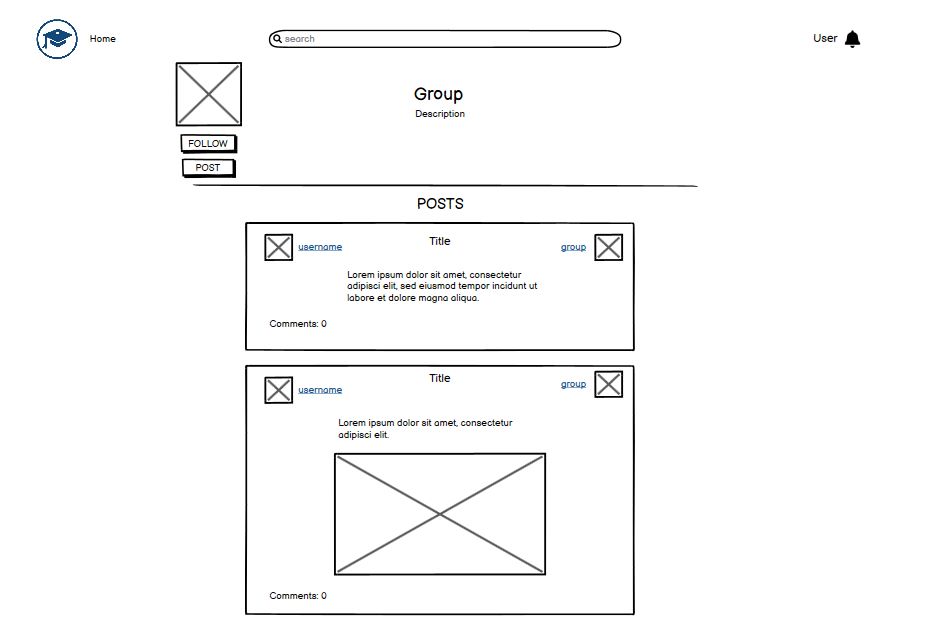 Home
search
User
Group
Description
FOLLOW
POST
POSTS
username
Title
group
Lorem ipsum dolor sit amet, consectetur
adipisci elit, sed eiusmod tempor incidunt ut
labore et dolore magna aliqua.
Comments: 0
username
Title
group
Lorem ipsum dolor sit amet, consectetur
adipisci elit.
Comments: 0